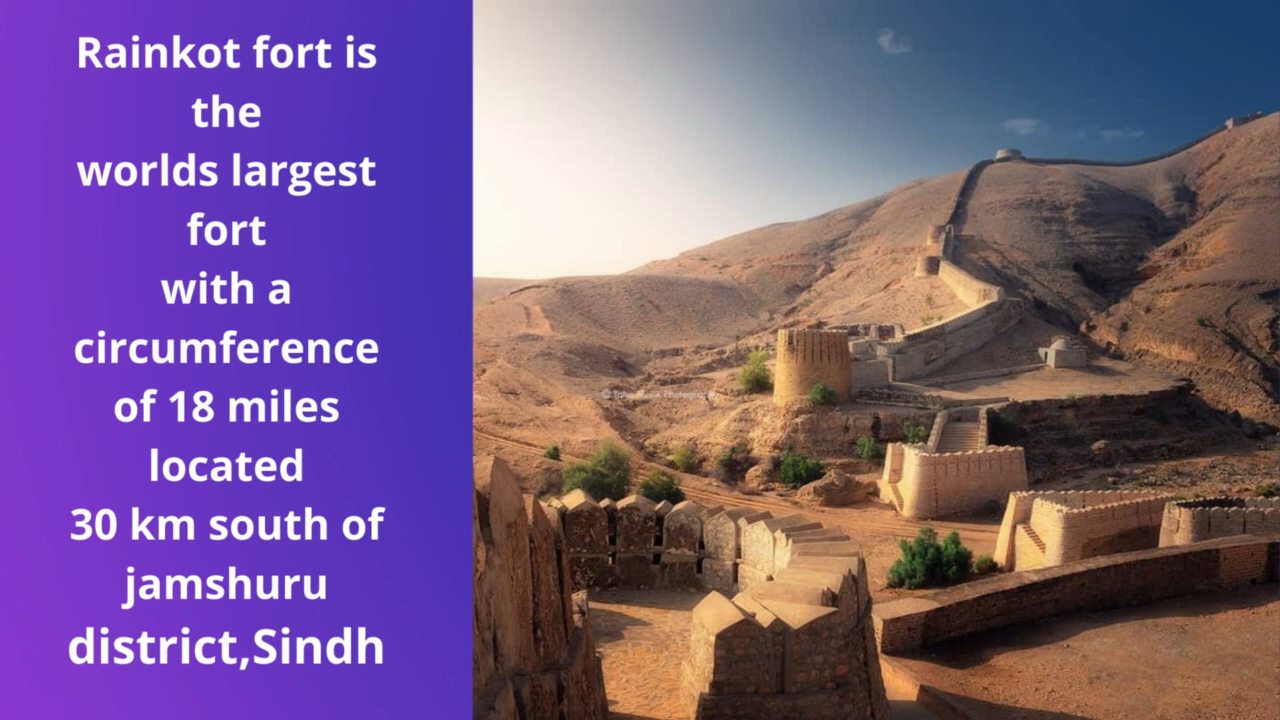 Rainkot fort is
the
worlds largest
fort
with a
circumference
of 18 miles
located
30 km south of
jamshuru
district,Sindh